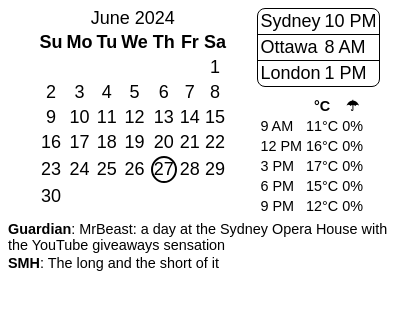 June 2024
Su Mo Tu We Th Fr Sa
1
2 3 4 5 6 7 8
9 10 11 12 13 14 15
16 17 18 19 20 21 22
23 24 25 26 27 28 29
30
Sydney 10 PM
Ottawa 8 AM
London 1 PM
°C ☂
9 AM 11°C 0%
12 PM 16°C 0%
3 PM 17°C 0%
6 PM 15°C 0%
9 PM 12°C 0%
Guardian: MrBeast: a day at the Sydney Opera House with
the YouTube giveaways sensation
SMH: The long and the short of it